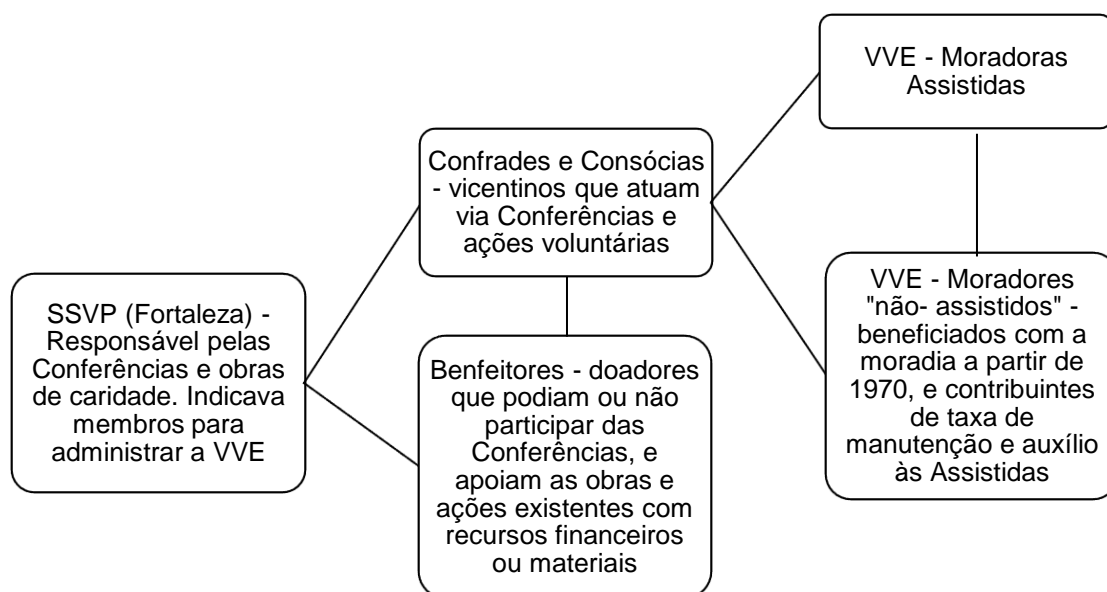 SSVP (Fortaleza) -
Responsável pelas
Conferências e obras
de caridade. Indicava
membros para
administrar a VVE
Confrades e Consócias
- vicentinos que atuam
via Conferências e
ações voluntárias
Benfeitores - doadores
que podiam ou não
participar das
Conferências, e
apoiam as obras e
ações existentes com
recursos financeiros
ou materiais
VVE - Moradoras
Assistidas
VVE - Moradores
"não- assistidos" -
beneficiados com a
moradia a partir de
1970, e contribuintes
de taxa de
manutenção e auxílio
às Assistidas